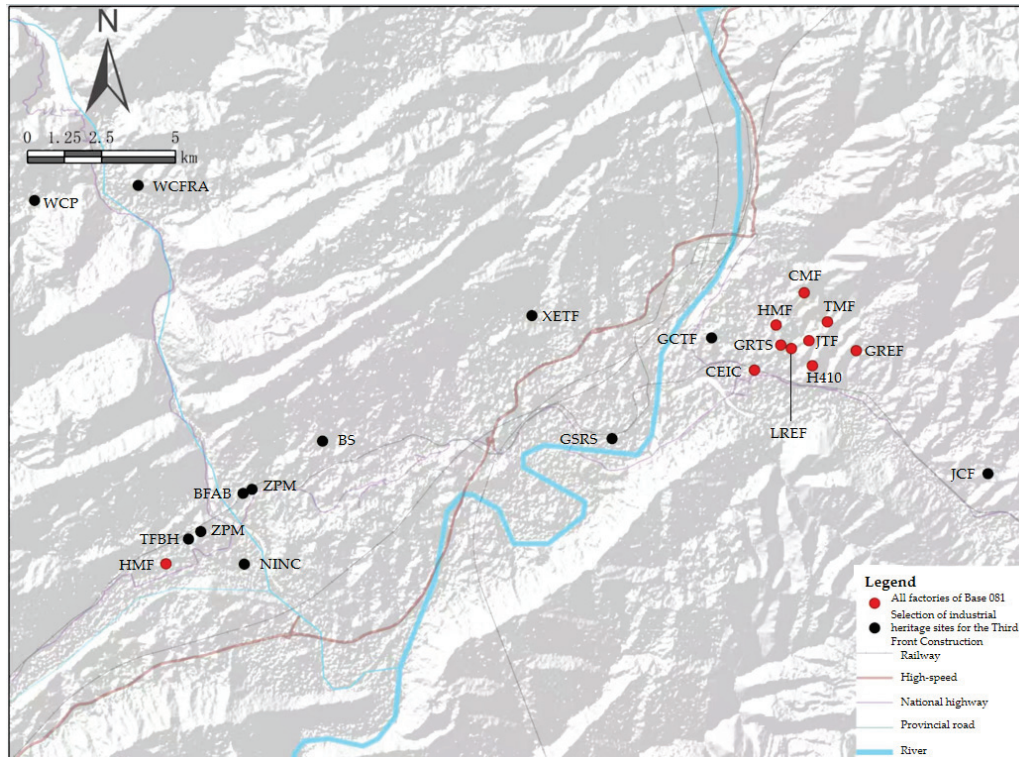 N
0 1.25 2.5 5
km
WCFRA
WCP
CMF
XETF
HMF
TMF
GCTF
GRTS
JTF
GREF
CEIC
H410
LREF
BS
GSRS
JCF
ZPM
BFAB
ZPM
TFBH
HMF
NINC
Legend
All factories of Base 081
Selection of industrial
heritage sites for the Third
Front Construction
Railway
High-speed
National highway
Provincial road
River